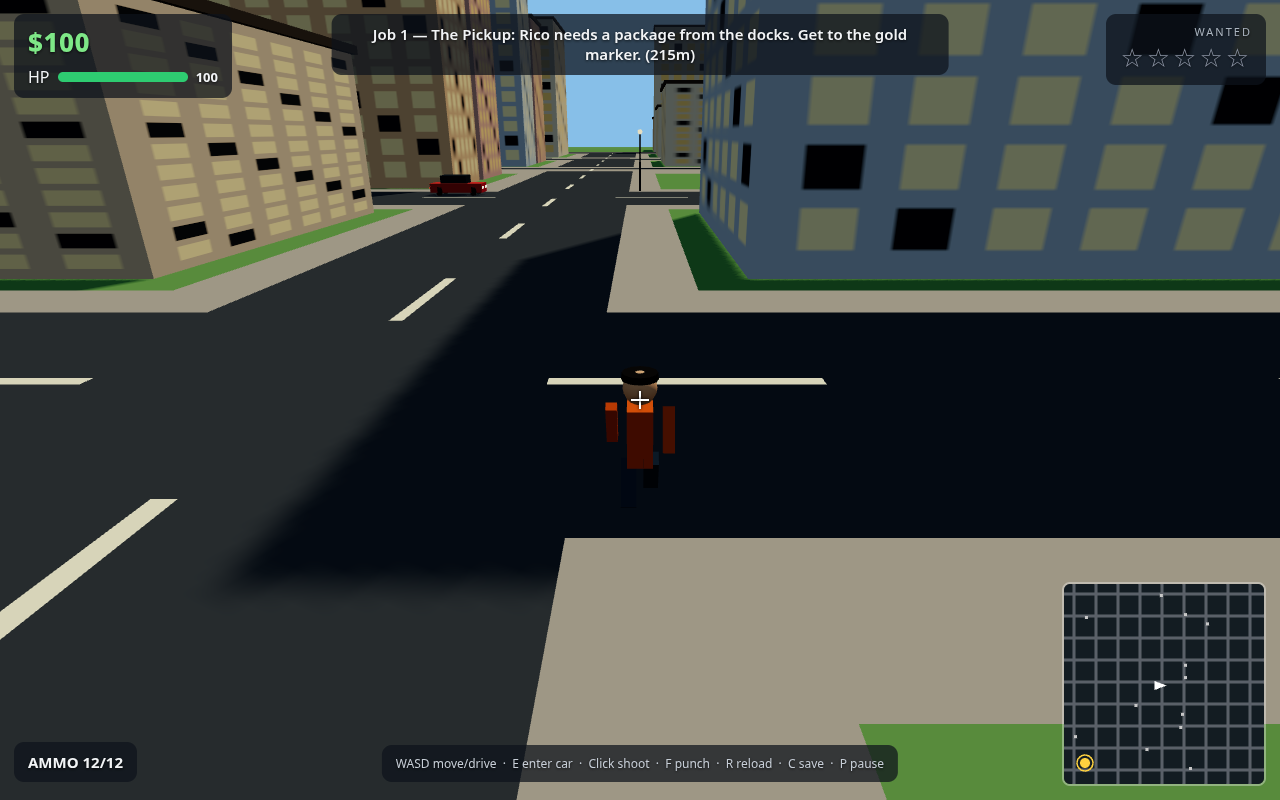 $100
HP 100
Job 1 — The Pickup: Rico needs a package from the docks. Get to the gold
marker. (215m)
WANTED
☆☆☆☆☆
AMMO 12/12
WASD move/drive · E enter car · Click shoot · F punch · R reload · C save · P pause